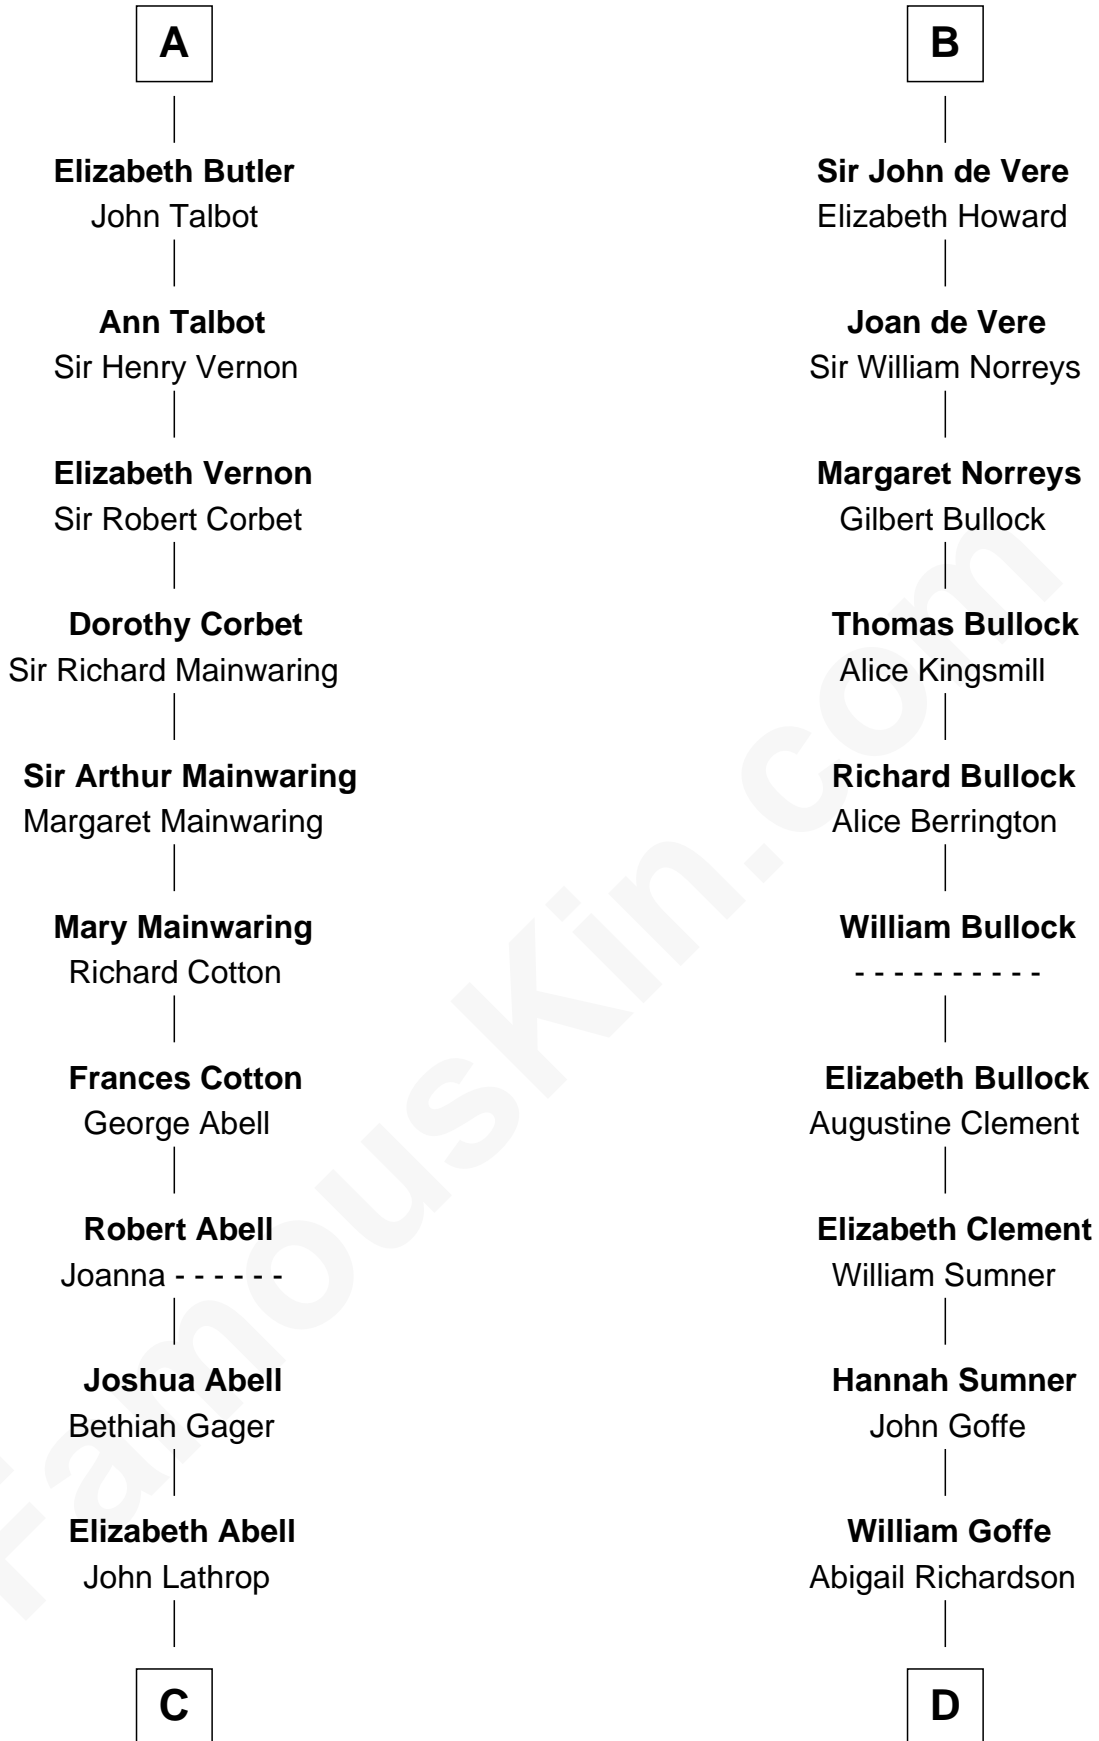 A
Elizabeth Butler
John Talbot
Ann Talbot
Sir Henry Vernon
Elizabeth Vernon
Sir Robert Corbet
Dorothy Corbet
Sir Richard Mainwaring
Sir Arthur Mainwaring
Margaret Mainwaring
Mary Mainwaring
Richard Cotton
Frances Cotton
George Abell
Robert Abell
Joanna - - - - - -
Joshua Abell
Bethiah Gager
Elizabeth Abell
John Lathrop
C
B
Sir John de Vere
Elizabeth Howard
Joan de Vere
Sir William Norreys
Margaret Norreys
Gilbert Bullock
Thomas Bullock
Alice Kingsmill
Richard Bullock
Alice Berrington
William Bullock
- - - - - - - - - -
Elizabeth Bullock
Augustine Clement
Elizabeth Clement
William Sumner
Hannah Sumner
John Goffe
William Goffe
Abigail Richardson
D
FamousKin.com